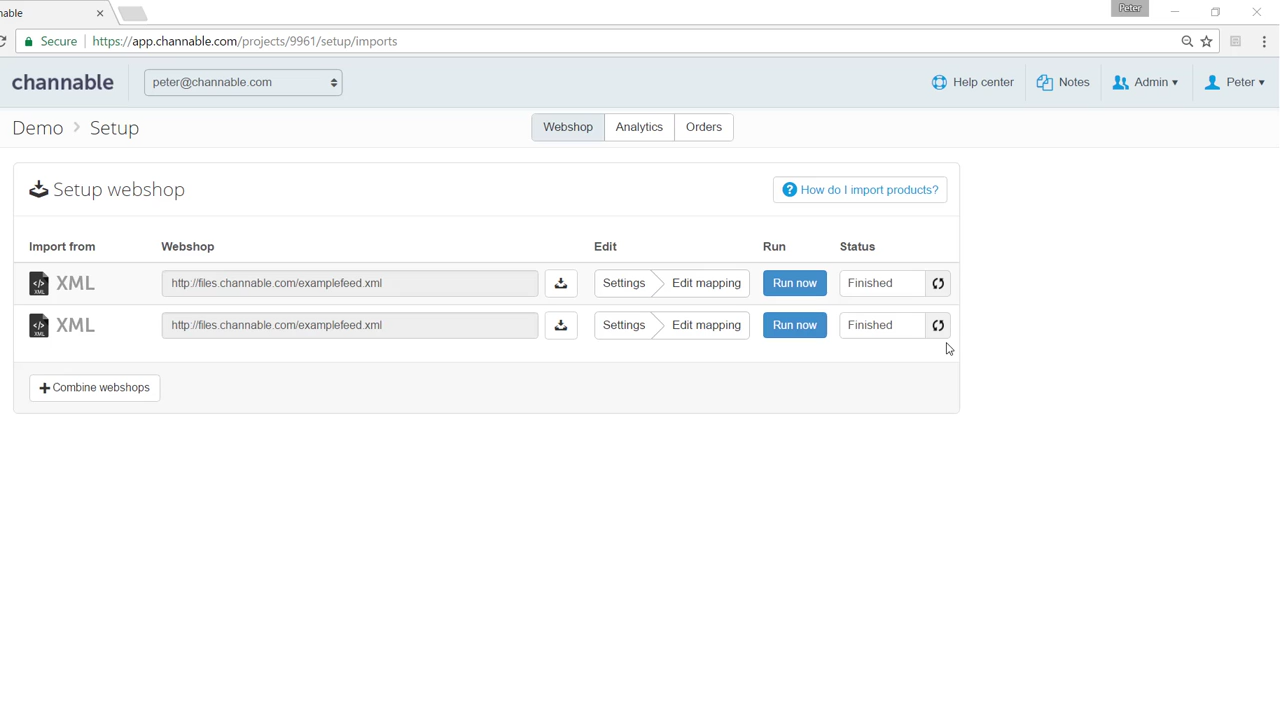 nable
Peter
Secure
https://app.channable.com/projects/9961/setup/imports
channable
peter@channable.com
Help center
Notes
Admin
Peter
Demo
Setup
Webshop
Analytics
Orders
Setup webshop
? How do I import products?
Import from
Webshop
Edit
Run
Status
XML
XML
http://files.channable.com/examplefeed.xml
Settings
Edit mapping
Run now
Finished
XML
XML
http://files.channable.com/examplefeed.xml
Settings
Edit mapping
Run now
Finished
Combine webshops